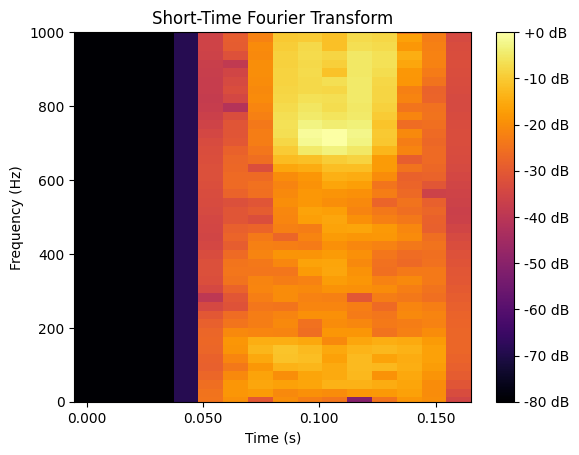 Short-Time Fourier Transform
1000
800
600
400
200
0
Frequency (Hz)
0.000
0.050
0.100
0.150
Time (s)
+0 dB
-10 dB
-20 dB
-30 dB
-40 dB
-50 dB
-60 dB
-70 dB
-80 dB